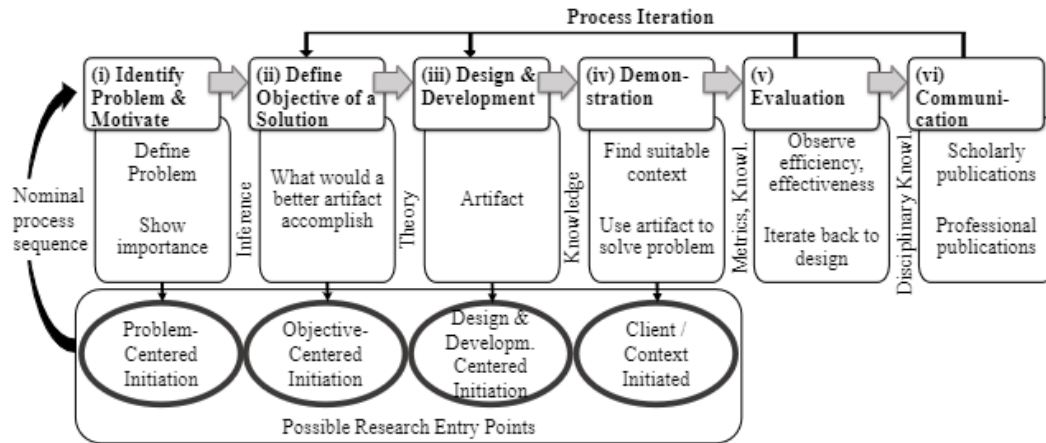 Process Iteration
(i) Identify
Problem &
Motivate
(ii) Define
Objective of a
Solution
(iii) Design &
Development
(iv) Demon-
stration
(v)
Evaluation
(vi)
Communi-
cation
Nominal
process
sequence
Define
Problem
Show
importance
Inference
What would a
better artifact
accomplish
Theory
Artifact
Knowledge
Find suitable
context
Use artifact to
solve problem
Metrics, Knowl.
Observe
efficiency,
effectiveness
Iterate back to
design
Disciplinary Knowl.
Scholarly
publications
Professional
publications
Problem-
Centered
Initiation
Objective-
Centered
Initiation
Design &
Developm.
Centered
Initiation
Client /
Context
Initiated
Possible Research Entry Points